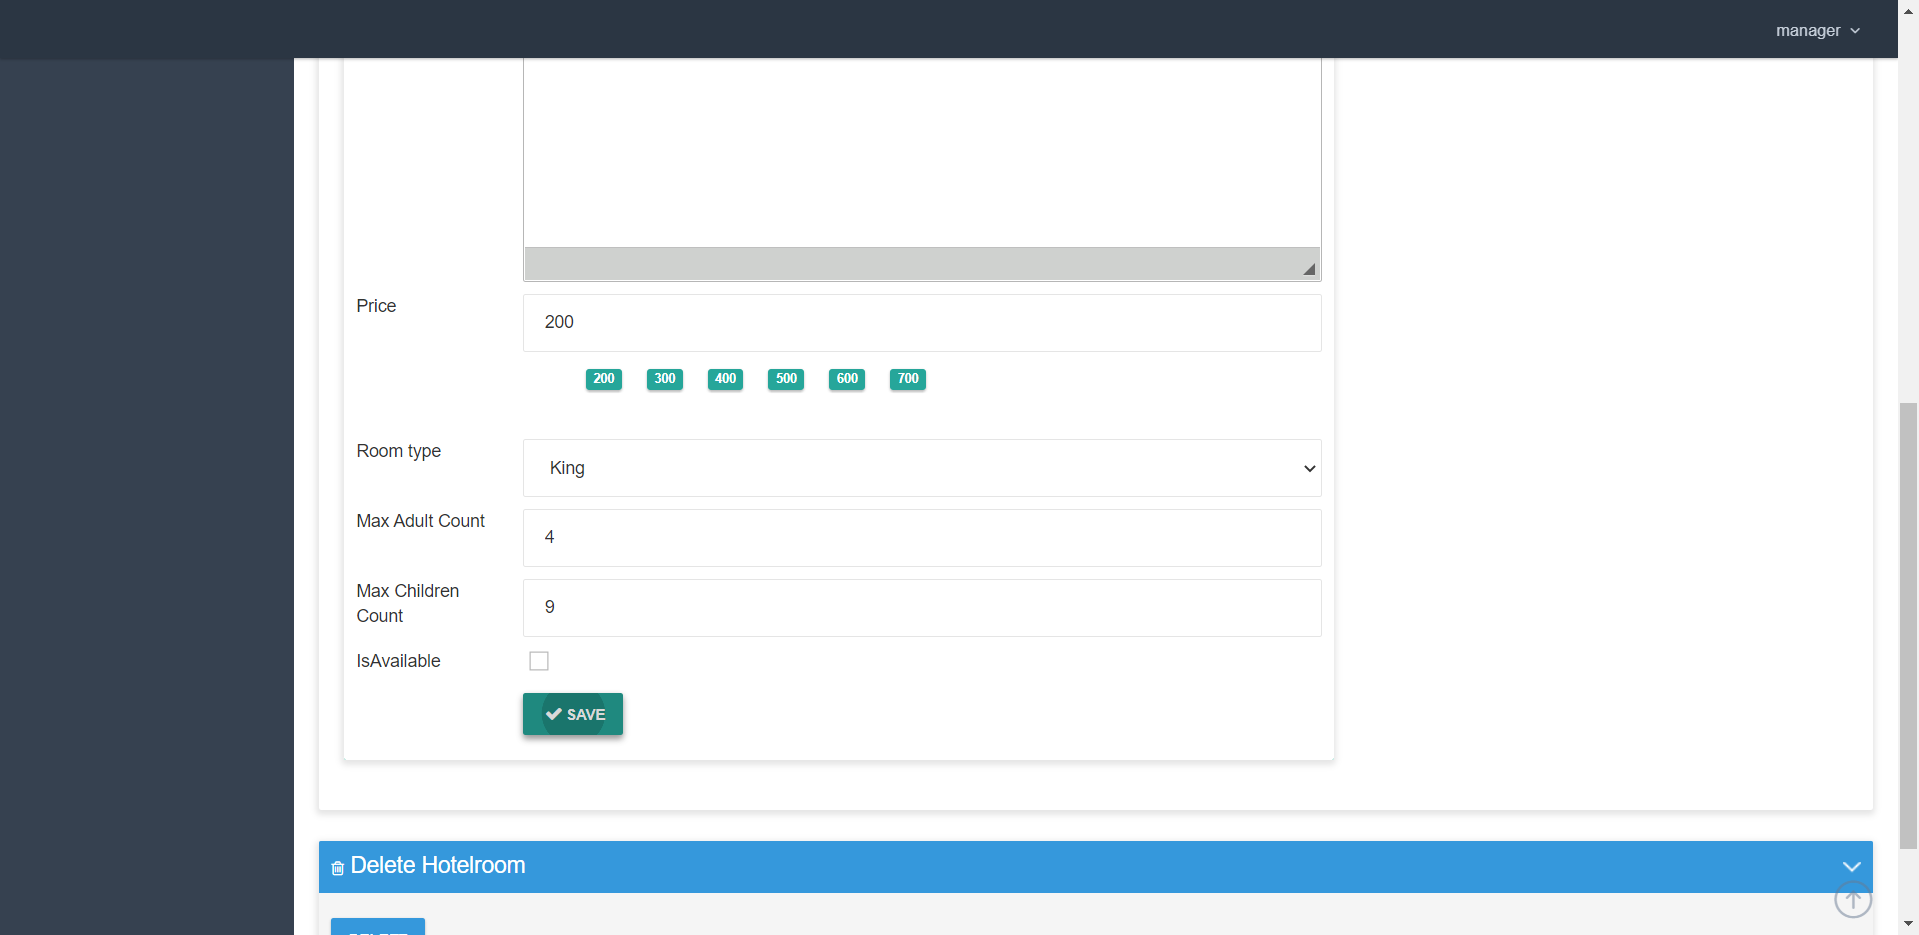 manager
Price
200
200 300 400 500 600 700
Room type
King
Max Adult Count
4
Max Children
Count
9
IsAvailable
SAVE
Delete Hotelroom